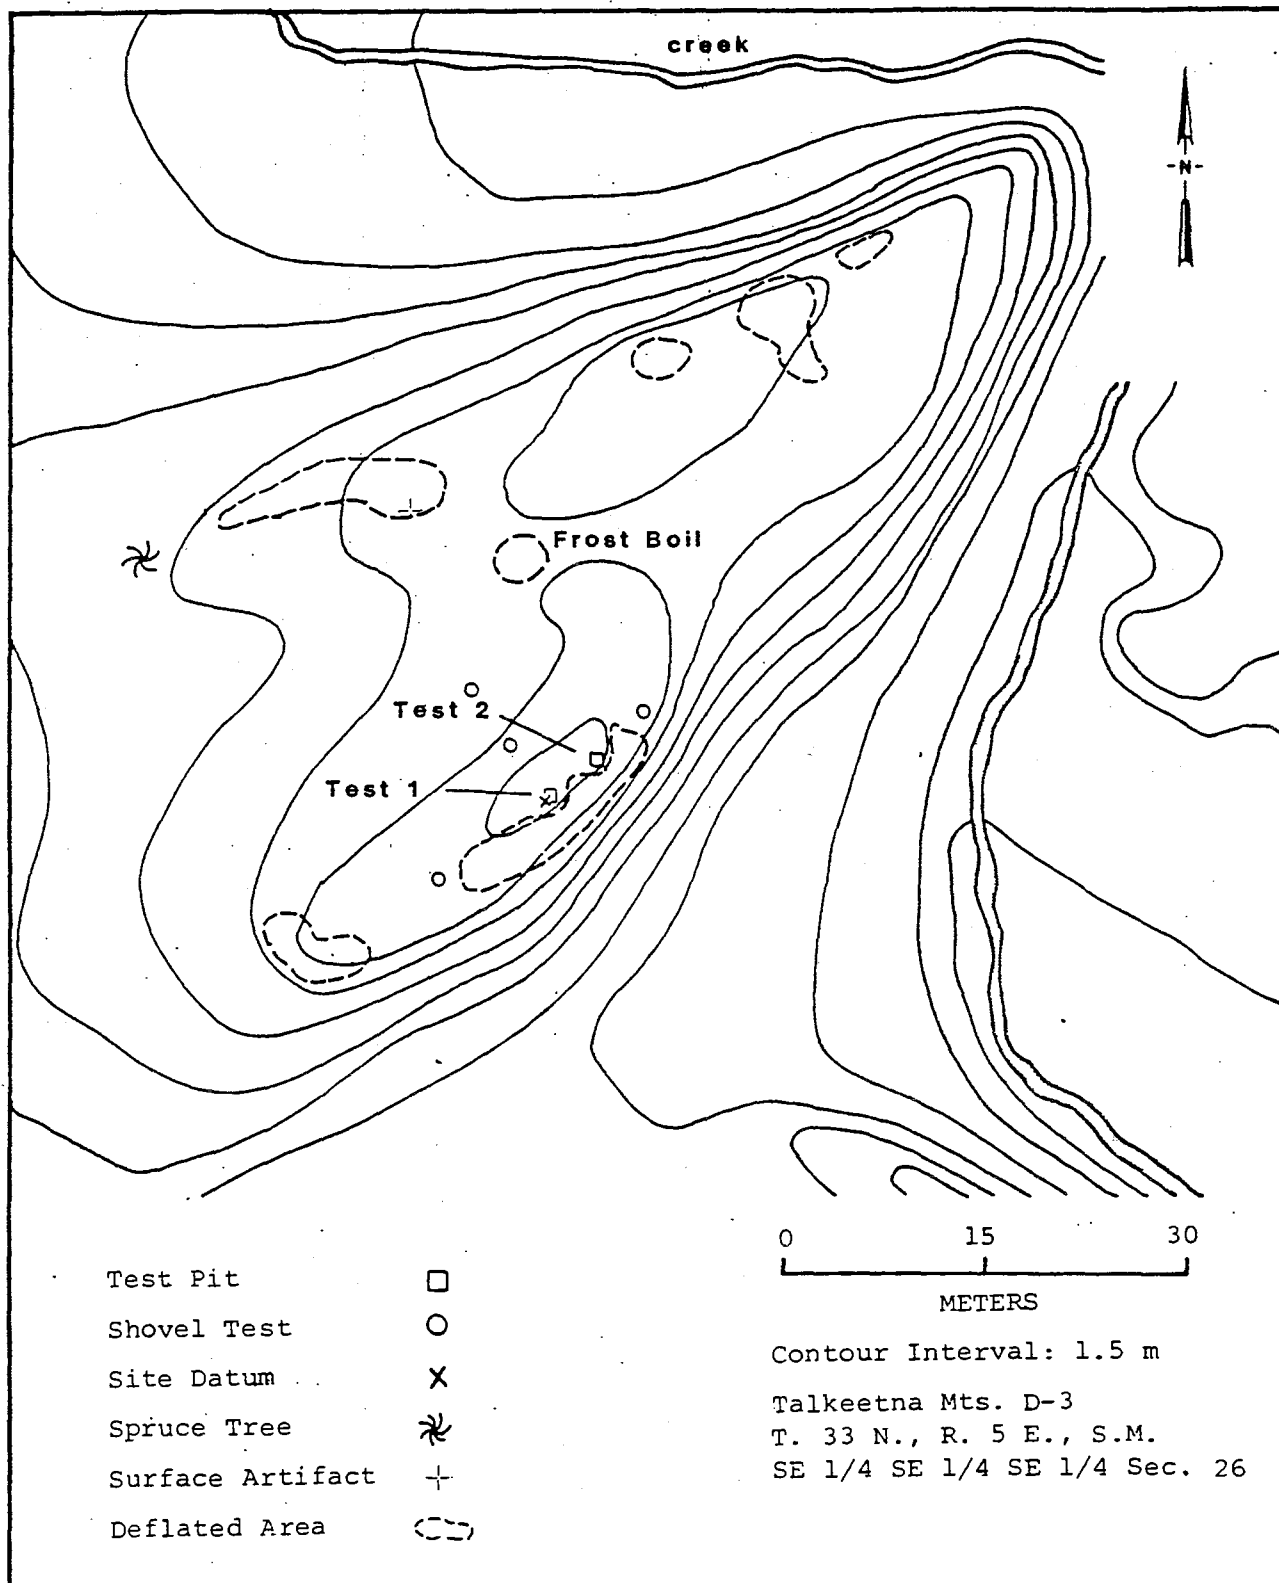 creek
-N-
Frost Boil
Test 2
Test 1
0 15 30
METERS
Test Pit
Shovel Test
Site Datum
Spruce Tree
Surface Artifact
Deflated Area
Contour Interval: 1.5 m
Talkeetna Mts. D-3
T. 33 N., R. 5 E., S.M.
SE 1/4 SE 1/4 SE 1/4 Sec. 26